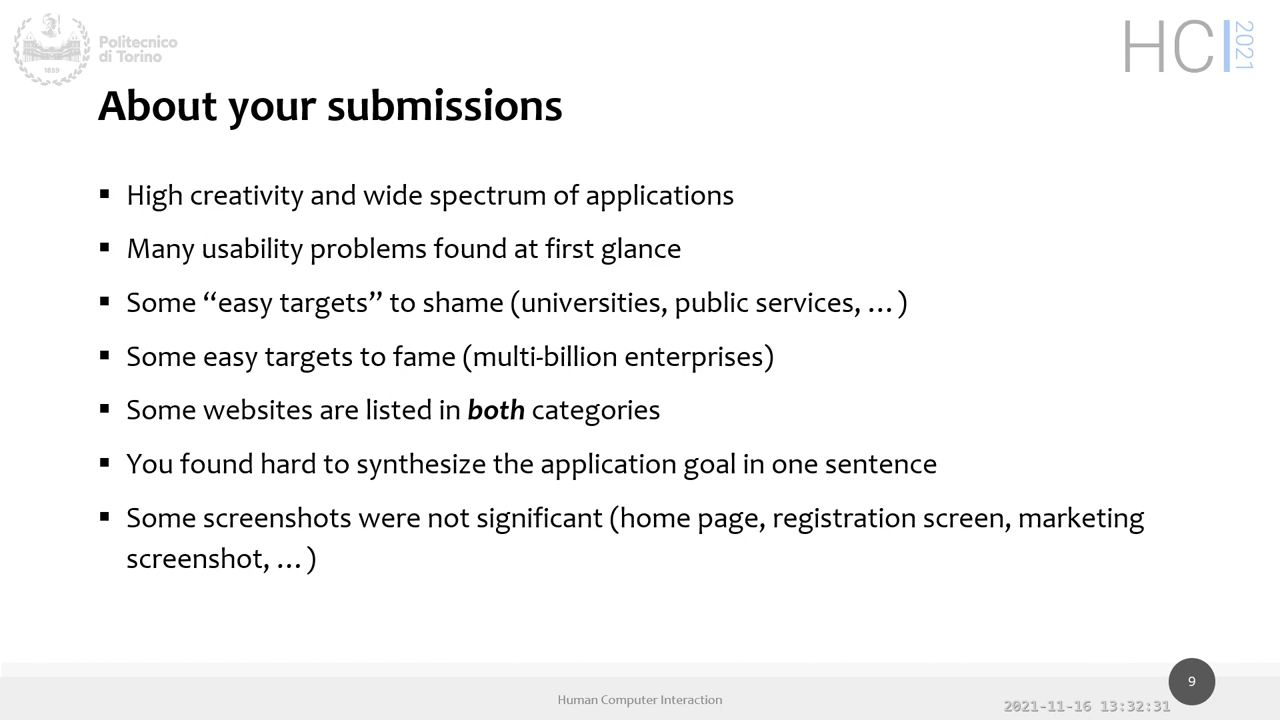 Politecnico
di Torino
1859
HCI 2021
About your submissions
▪ High creativity and wide spectrum of applications
▪ Many usability problems found at first glance
▪ Some “easy targets” to shame (universities, public services, … )
▪ Some easy targets to fame (multi-billion enterprises)
▪ Some websites are listed in both categories
▪ You found hard to synthesize the application goal in one sentence
▪ Some screenshots were not significant (home page, registration screen, marketing
screenshot, … )
Human Computer Interaction
9
2021-11-16 13:32:31